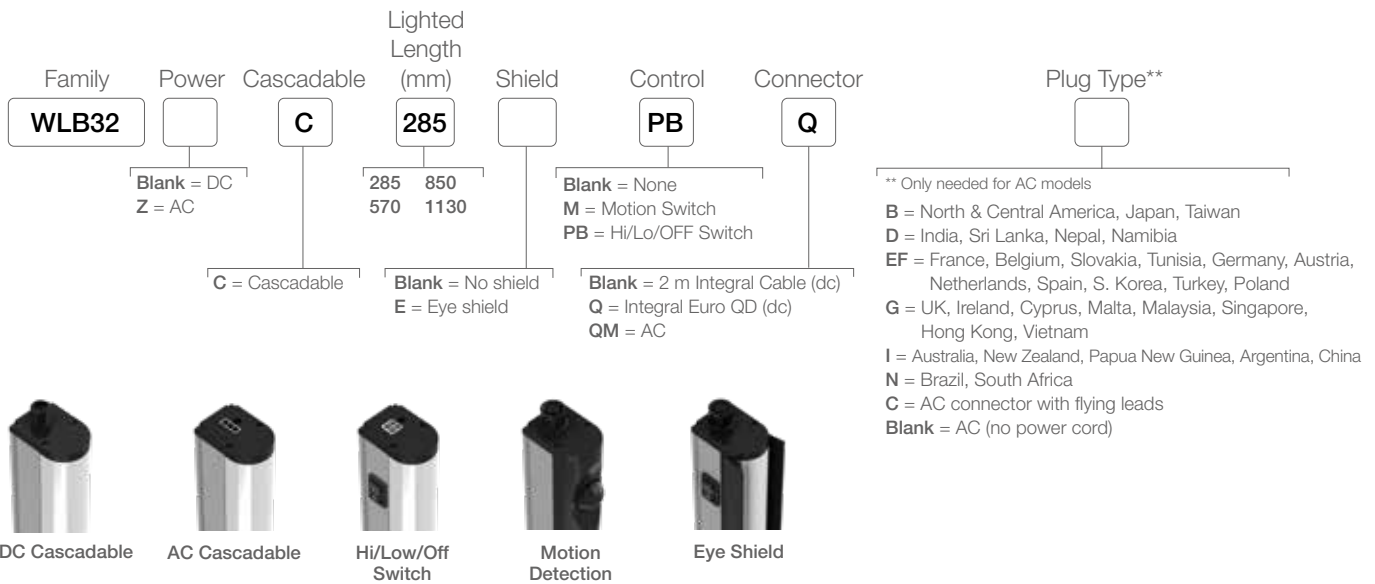 Family
Power
Cascadable
Lighted
Length
(mm)
Shield
Control
Connector
Plug Type**
WLB32
C
285
PB
Q
Blank = DC
Z = AC
C = Cascadable
285 850
570 1130
Blank = No shield
E = Eye shield
Blank = None
M = Motion Switch
PB = Hi/Lo/OFF Switch
Blank = 2 m Integral Cable (dc)
Q = Integral Euro QD (dc)
QM = AC
** Only needed for AC models
B = North & Central America, Japan, Taiwan
D = India, Sri Lanka, Nepal, Namibia
EF = France, Belgium, Slovakia, Tunisia, Germany, Austria,
Netherlands, Spain, S. Korea, Turkey, Poland
G = UK, Ireland, Cyprus, Malta, Malaysia, Singapore,
Hong Kong, Vietnam
I = Australia, New Zealand, Papua New Guinea, Argentina, China
N = Brazil, South Africa
C = AC connector with flying leads
Blank = AC (no power cord)
DC Cascadable
AC Cascadable
Hi/Low/Off
Switch
Motion
Detection
Eye Shield